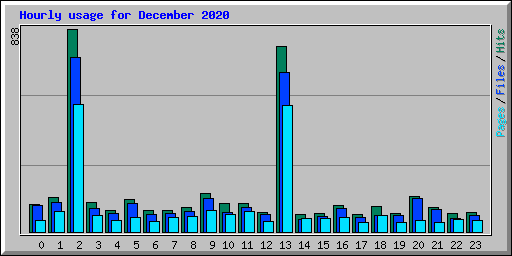 Hourly usage for December 2020
838
Pages/Files/Hits
0 1 2 3 4 5 6 7 8 9 10 11 12 13 14 15 16 17 18 19 20 21 22 23